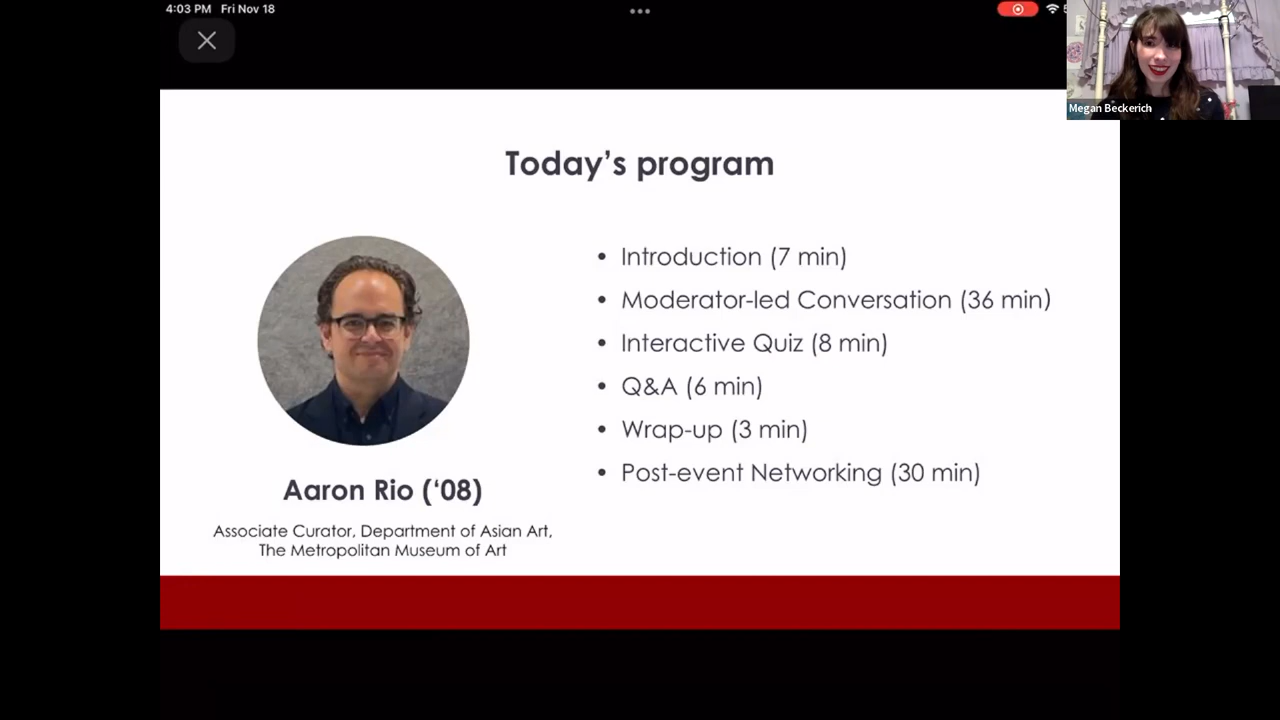 4:03 PM Fri Nov 18
Megan Beckerich
Today's program
• Introduction (7 min)
• Moderator-led Conversation (36 min)
• Interactive Quiz (8 min)
• Q&A (6 min)
• Wrap-up (3 min)
• Post-event Networking (30 min)
Aaron Rio (‘08)
Associate Curator, Department of Asian Art,
The Metropolitan Museum of Art